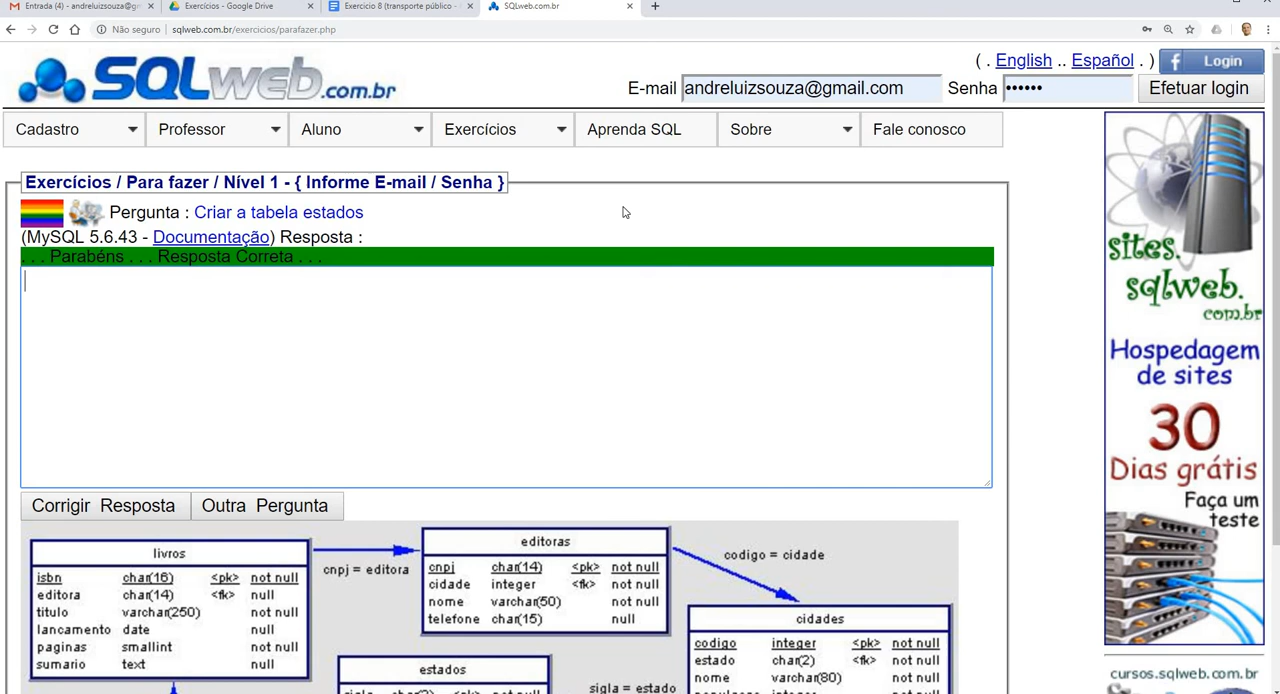 Entrada (4) - andreluizsouza@gm
Exercícios - Google Drive
Exercicio 8 (transporte público -
SQLweb.com.br
Não seguro
sqlweb.com.br/exercicios/parafazer.php
SQLweb.com.br
( . English .. Español . )
f Login
E-mail andreluizsouza@gmail.com Senha •••••• Efetuar login
Cadastro Professor Aluno Exercícios Aprenda SQL Sobre Fale conosco
Exercícios / Para fazer / Nível 1 - { Informe E-mail / Senha }
Pergunta : Criar a tabela estados
(MySQL 5.6.43 - Documentação) Resposta :
. . . Parabéns . . . Resposta Correta . . .
Corrigir Resposta Outra Pergunta
livros
isbn char(16) <pk> not null
editora char(14) <fk> null
titulo varchar(250) not null
lancamento date null
paginas smallint not null
sumario text null
cnpj = editora
editoras
cnpj char(14) <pk> not null
cidade integer <fk> not null
nome varchar(50) not null
telefone char(15) null
codigo = cidade
cidades
codigo integer <pk> not null
estado char(2) <fk> not null
nome varchar(80) not null
estados
sigla = estado
sites.
sqlweb.
com.br
Hospedagem
de sites
30
Dias grátis
Faça um
teste
cursos.sqlweb.com.br